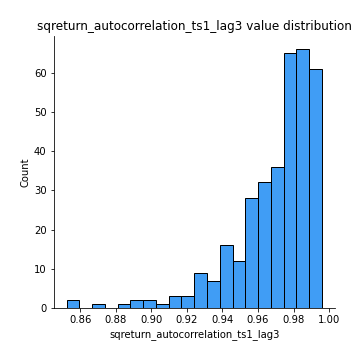 sqreturn_autocorrelation_ts1_lag3 value distribution
60
50
40
30
20
10
0
Count
0.86 0.88 0.90 0.92 0.94 0.96 0.98 1.00
sqreturn_autocorrelation_ts1_lag3